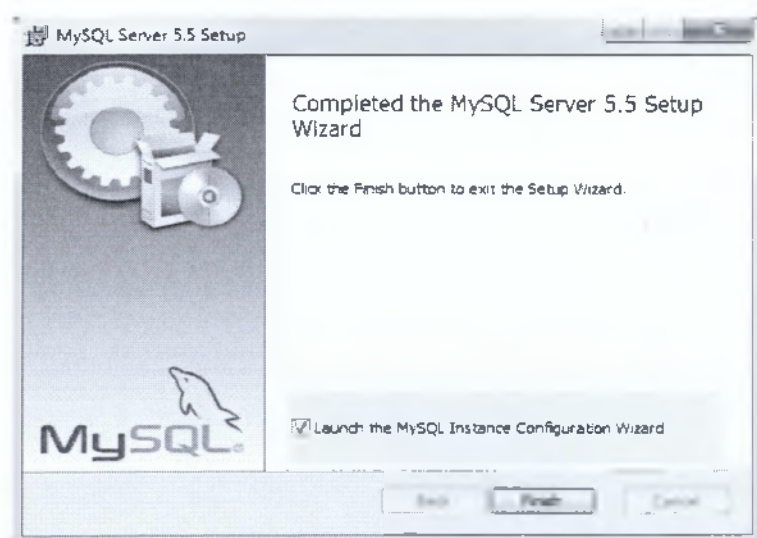 MySQL Server 5.5 Setup
Completed the MySQL Server 5.5 Setup
Wizard
Click the Finish button to exit the Setup Wizard.
Launch the MySQL Instance Configuration Wizard
MySQL
Back Finish Cancel